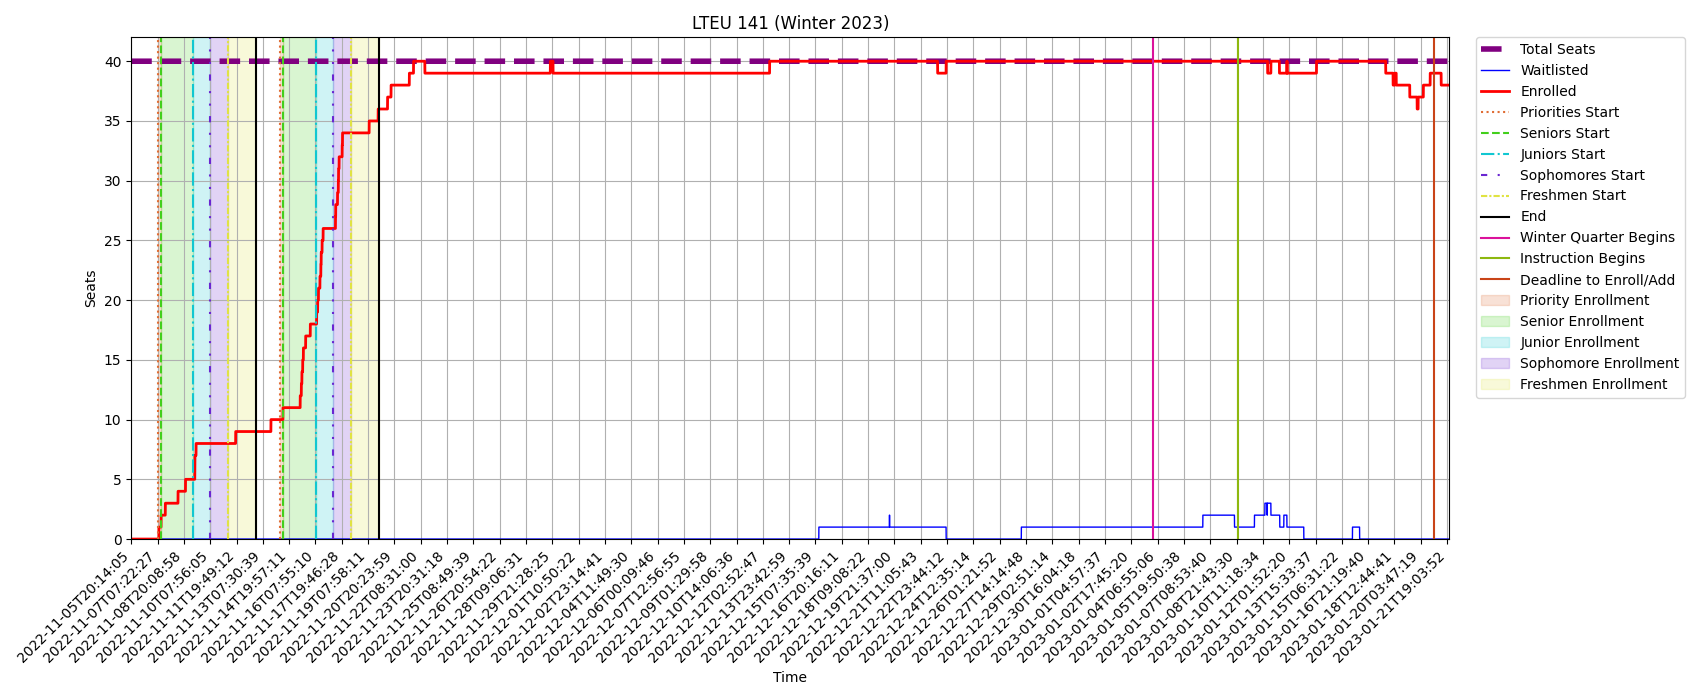 LTEU 141 (Winter 2023)
Seats
40
35
30
25
20
15
10
5
0
2022-11-05T20:14:05
2022-11-07T07:22:27
2022-11-08T20:08:58
2022-11-10T07:56:05
2022-11-11T19:49:12
2022-11-13T07:30:39
2022-11-14T19:57:11
2022-11-16T07:55:10
2022-11-17T19:46:28
2022-11-19T07:58:11
2022-11-20T20:23:59
2022-11-22T08:31:00
2022-11-23T20:31:18
2022-11-25T08:49:39
2022-11-26T20:54:22
2022-11-28T09:06:31
2022-11-29T21:28:25
2022-12-01T10:50:22
2022-12-02T23:14:41
2022-12-04T11:49:30
2022-12-06T00:09:46
2022-12-07T12:56:55
2022-12-09T01:29:58
2022-12-10T14:06:36
2022-12-12T02:52:47
2022-12-13T23:42:59
2022-12-15T07:35:39
2022-12-16T20:16:11
2022-12-18T09:08:22
2022-12-19T21:37:00
2022-12-21T11:05:43
2022-12-22T23:44:12
2022-12-24T12:35:14
2022-12-26T01:21:52
2022-12-27T14:14:48
2022-12-29T02:51:14
2022-12-30T16:04:18
2023-01-01T04:57:37
2023-01-02T17:45:20
2023-01-04T06:55:06
2023-01-05T19:50:38
2023-01-07T08:53:40
2023-01-08T21:43:30
2023-01-10T11:18:34
2023-01-12T01:52:20
2023-01-13T15:33:37
2023-01-15T06:31:22
2023-01-16T21:19:40
2023-01-18T12:44:41
2023-01-20T03:47:19
2023-01-21T19:03:52
Time
Total Seats
Waitlisted
Enrolled
Priorities Start
Seniors Start
Juniors Start
Sophomores Start
Freshmen Start
End
Winter Quarter Begins
Instruction Begins
Deadline to Enroll/Add
Priority Enrollment
Senior Enrollment
Junior Enrollment
Sophomore Enrollment
Freshmen Enrollment